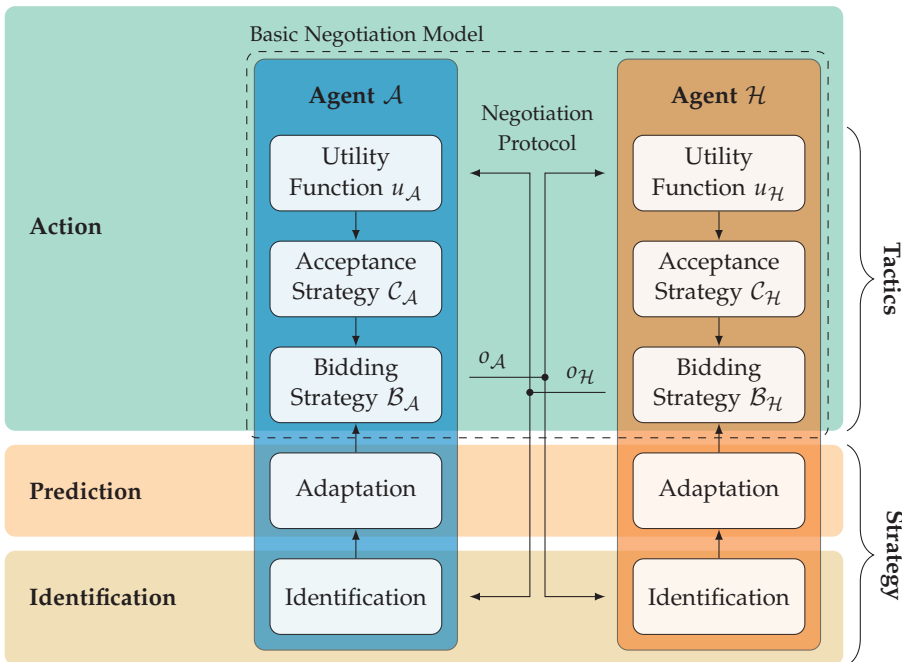 Basic Negotiation Model
Agent 𝒜
Agent ℋ
Negotiation
Protocol
Utility
Function u𝒜
Utility
Function uℋ
Action
Acceptance
Strategy 𝒞𝒜
Acceptance
Strategy 𝒞ℋ
Tactics
o𝒜
oℋ
Bidding
Strategy ℬ𝒜
Bidding
Strategy ℬℋ
Prediction
Adaptation
Adaptation
Strategy
Identification
Identification
Identification